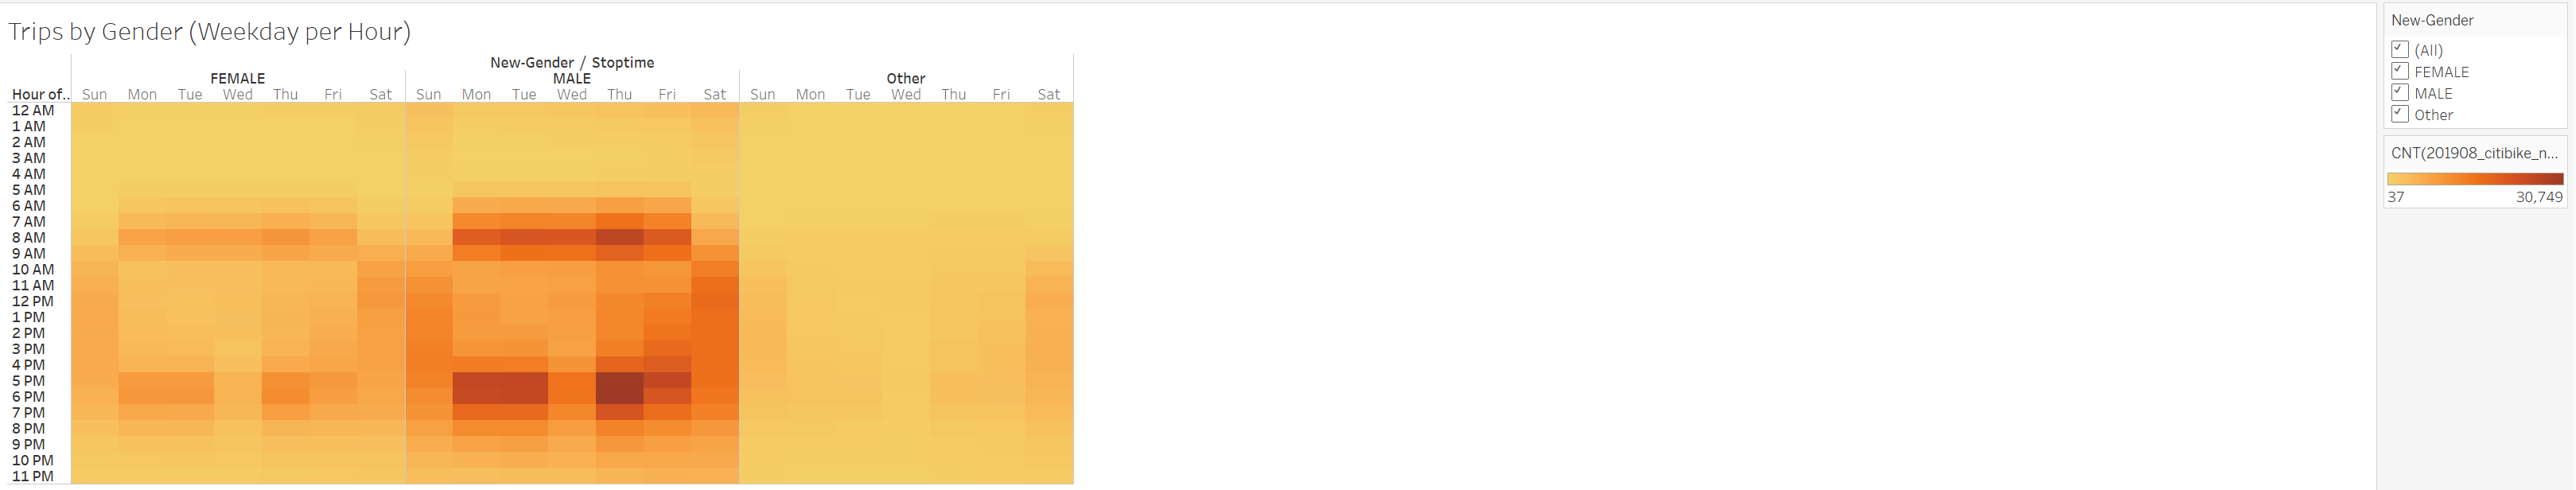 Trips by Gender (Weekday per Hour)
New-Gender / Stoptime
FEMALE MALE Other
Hour of.. Sun Mon Tue Wed Thu Fri Sat Sun Mon Tue Wed Thu Fri Sat Sun Mon Tue Wed Thu Fri Sat
12 AM
1 AM
2 AM
3 AM
4 AM
5 AM
6 AM
7 AM
8 AM
9 AM
10 AM
11 AM
12 PM
1 PM
2 PM
3 PM
4 PM
5 PM
6 PM
7 PM
8 PM
9 PM
10 PM
11 PM
New-Gender
(All)
FEMALE
MALE
Other
CNT(201908_citibike_n...
37 30,749